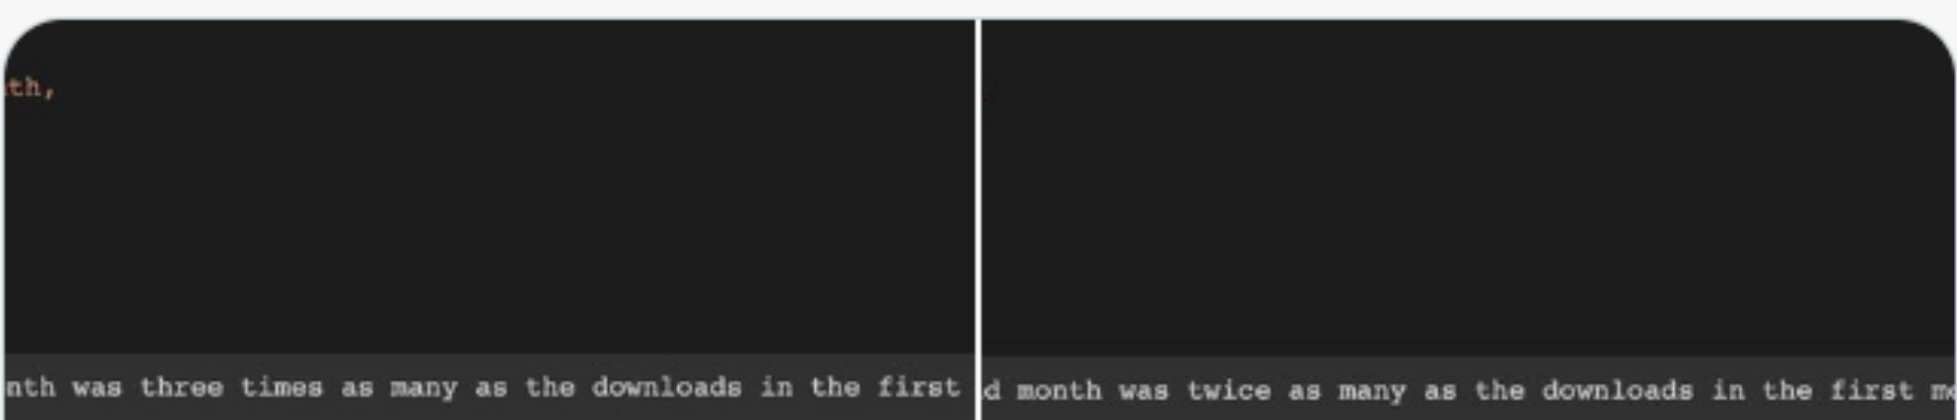 th,
nth was three times as many as the downloads in the first
d month was twice as many as the downloads in the first mo